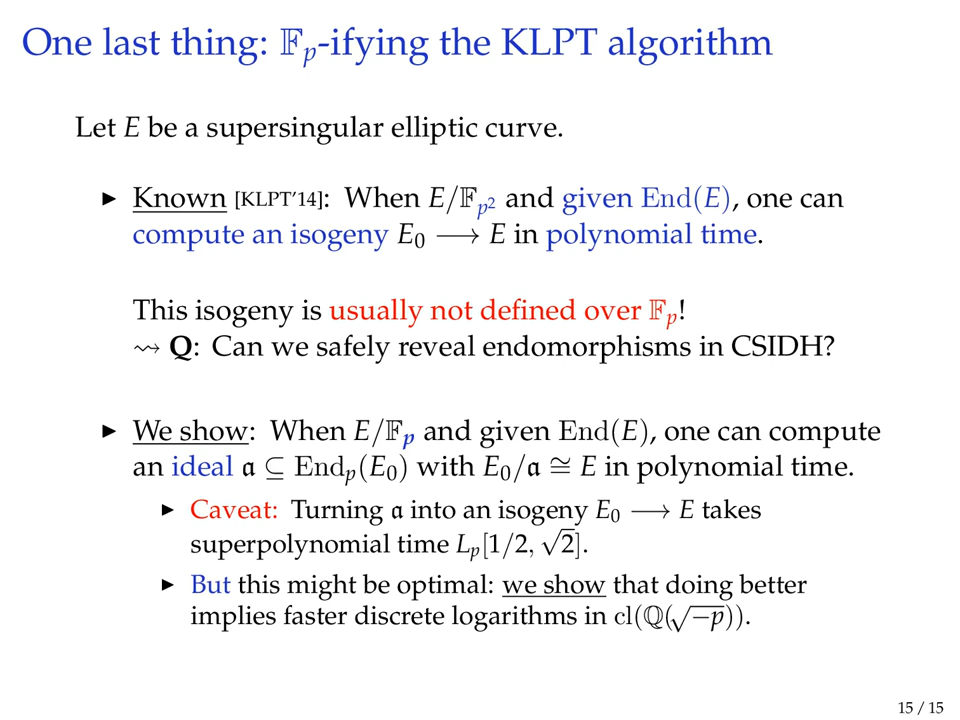 One last thing: 𝔽ₚ-ifying the KLPT algorithm
Let E be a supersingular elliptic curve.
▶ Known [KLPT'14]: When E/𝔽_{p²} and given End(E), one can
compute an isogeny E₀ ⟶ E in polynomial time.
This isogeny is usually not defined over 𝔽ₚ!
⇝ Q: Can we safely reveal endomorphisms in CSIDH?
▶ We show: When E/𝔽ₚ and given End(E), one can compute
an ideal 𝔞 ⊆ Endₚ(E₀) with E₀/𝔞 ≅ E in polynomial time.
▶ Caveat: Turning 𝔞 into an isogeny E₀ ⟶ E takes
superpolynomial time Lₚ[1/2, √2].
▶ But this might be optimal: we show that doing better
implies faster discrete logarithms in cl(ℚ(√−p)).
15 / 15